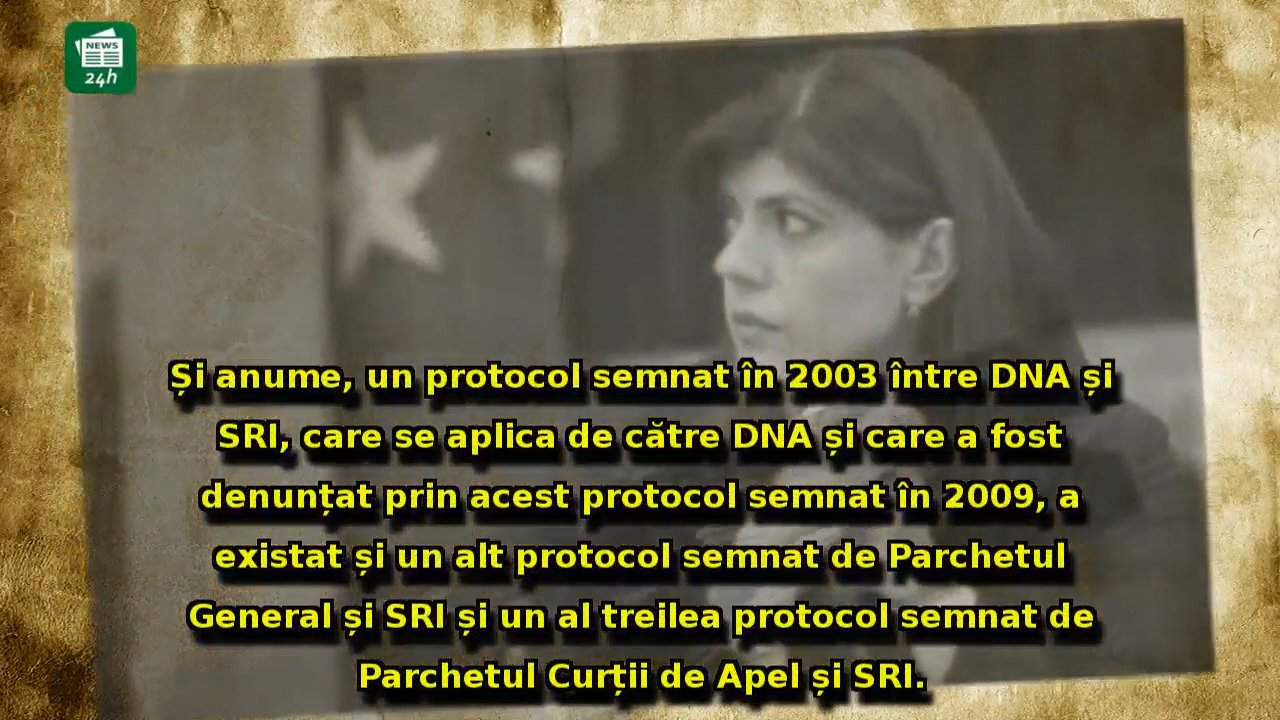 NEWS
24h
Și anume, un protocol semnat în 2003 între DNA și
SRI, care se aplica de către DNA și care a fost
denunțat prin acest protocol semnat în 2009, a
existat și un alt protocol semnat de Parchetul
General și SRI și un al treilea protocol semnat de
Parchetul Curții de Apel și SRI.